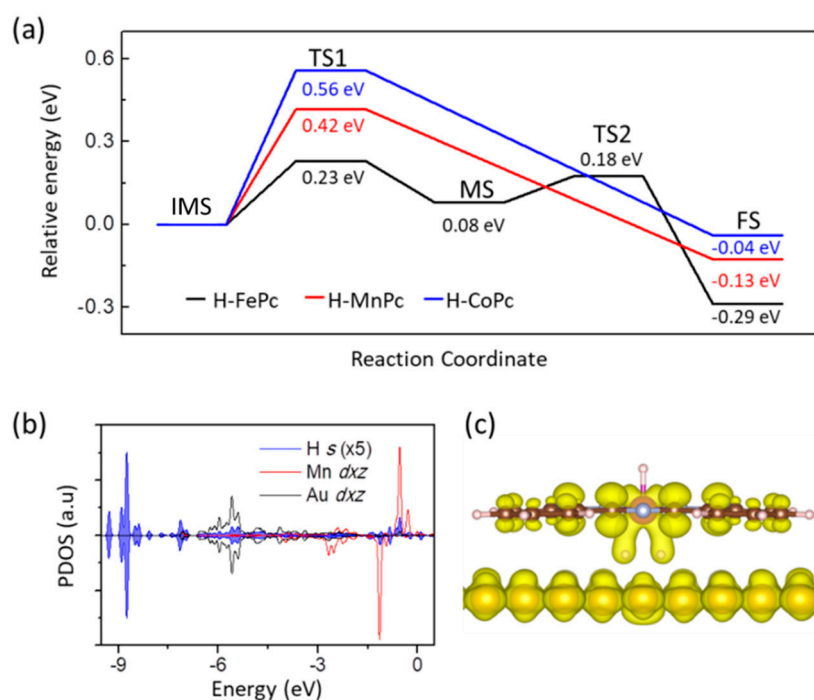 (a)
0.6
0.3
0.0
-0.3
Relative energy (eV)
IMS
TS1
0.56 eV
0.42 eV
0.23 eV
MS
0.08 eV
TS2
0.18 eV
FS
-0.04 eV
-0.13 eV
-0.29 eV
H-FePc H-MnPc H-CoPc
Reaction Coordinate
(b)
PDOS (a.u)
H s (x5)
Mn dxz
Au dxz
-9 -6 -3 0
Energy (eV)
(c)